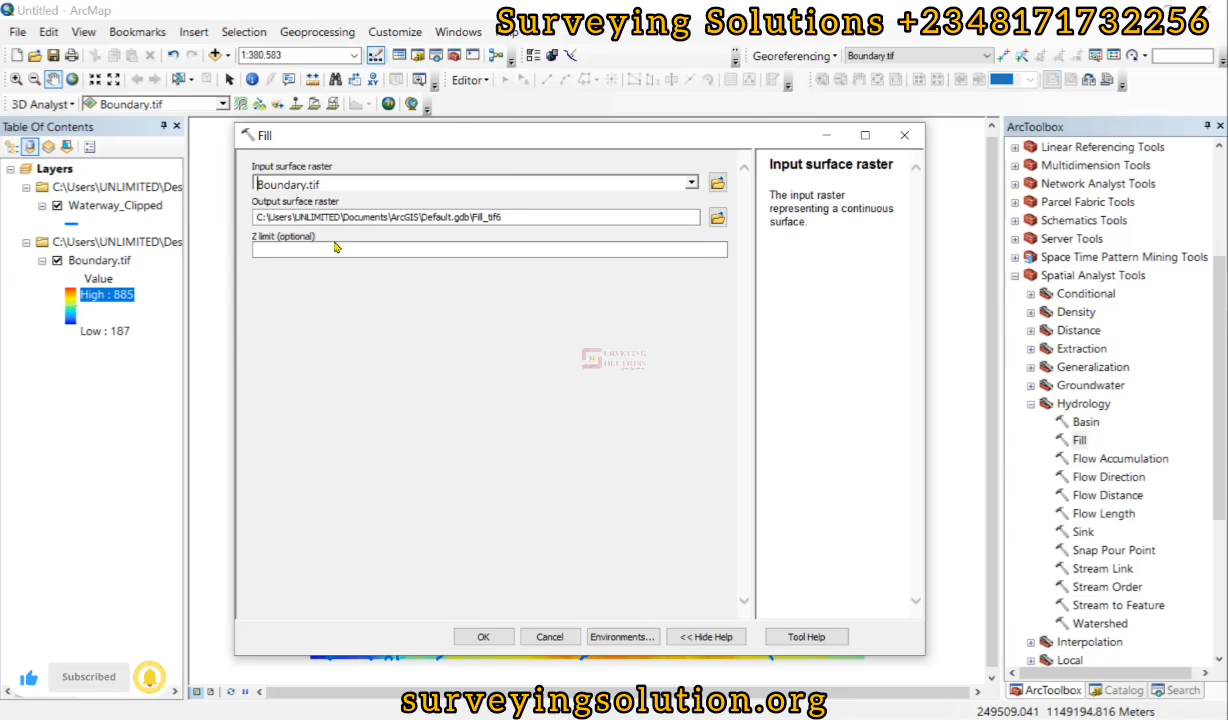 Untitled - ArcMap
Surveying Solutions +2348171732256
File Edit View Bookmarks Insert Selection Geoprocessing Customize Windows
1:380,583
Georeferencing
Boundary.tif
Editor
3D Analyst
Boundary.tif
Table Of Contents
Layers
C:\Users\UNLIMITED\Des
Waterway_Clipped
C:\Users\UNLIMITED\Des
Boundary.tif
Value
High : 885
Low : 187
Fill
Input surface raster
Boundary.tif
Output surface raster
C:\Users\UNLIMITED\Documents\ArcGIS\Default.gdb\Fill_tif6
Z limit (optional)
Input surface raster
The input raster
representing a continuous
surface.
SURVEYING
SOLUTIONS
OK
Cancel
Environments...
<< Hide Help
Tool Help
ArcToolbox
Linear Referencing Tools
Multidimension Tools
Network Analyst Tools
Parcel Fabric Tools
Schematics Tools
Server Tools
Space Time Pattern Mining Tools
Spatial Analyst Tools
Conditional
Density
Distance
Extraction
Generalization
Groundwater
Hydrology
Basin
Fill
Flow Accumulation
Flow Direction
Flow Distance
Flow Length
Sink
Snap Pour Point
Stream Link
Stream Order
Stream to Feature
Watershed
Interpolation
Local
ArcToolbox
Catalog
Search
Subscribed
surveyingsolution.org
249509.041 1149194.816 Meters